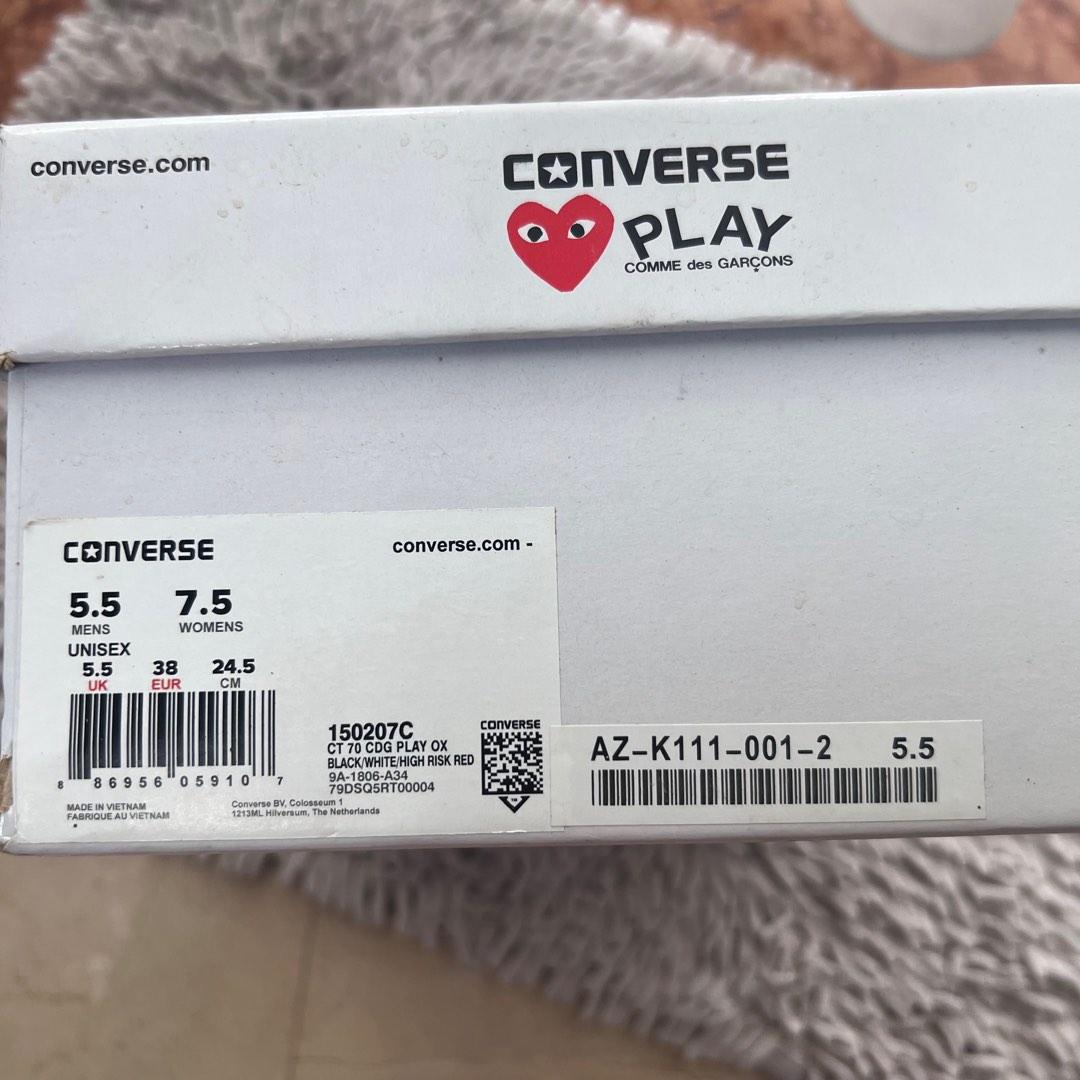 converse.com
CONVERSE
PLAY
COMME des GARÇONS
CONVERSE
converse.com -
5.5 7.5
MENS WOMENS
UNISEX
5.5 38 24.5
UK EUR CM
8 86956 05910 7
150207C
CT 70 CDG PLAY OX
BLACK/WHITE/HIGH RISK RED
9A-1806-A34
79DSQ5RT00004
MADE IN VIETNAM
FABRIQUE AU VIETNAM
Converse BV, Colosseum 1
1213ML Hilversum, The Netherlands
CONVERSE
AZ-K111-001-2 5.5